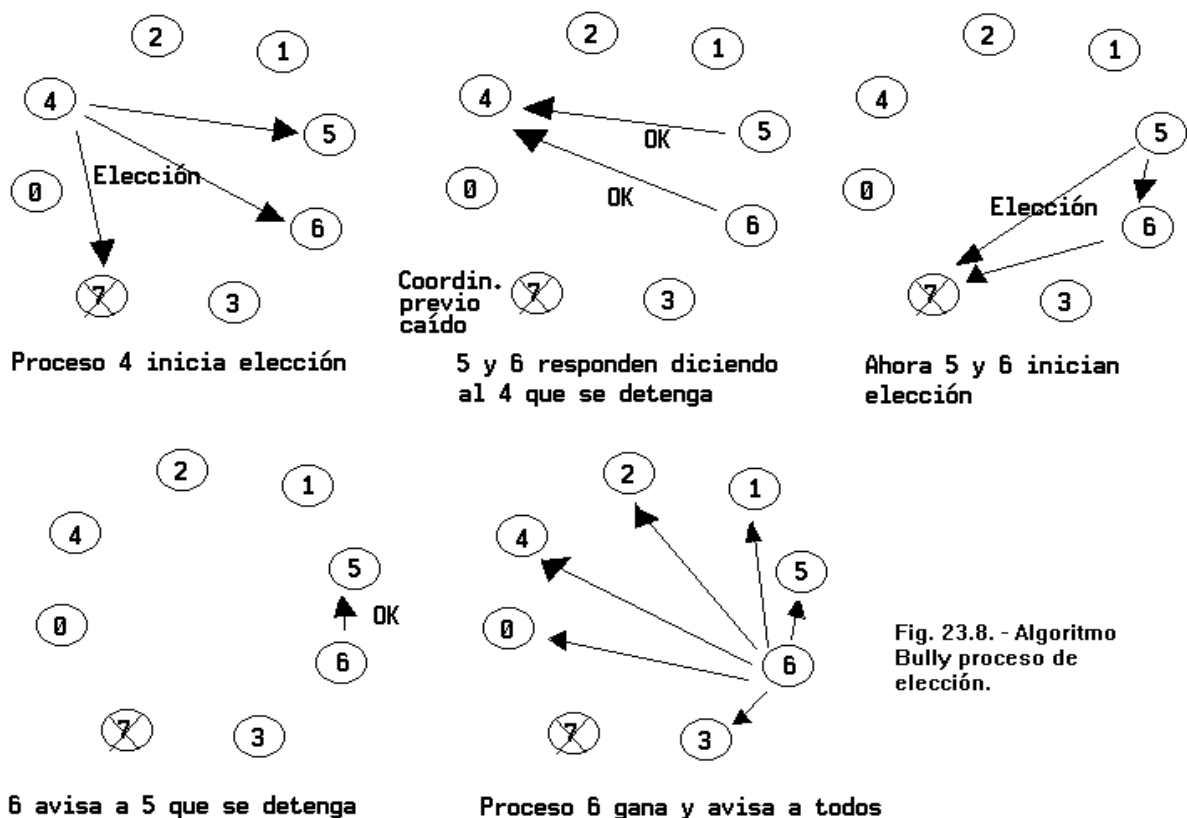 2
1
4
5
Elección
0
6
7
3
Proceso 4 inicia elección
2
1
4
5
OK
0
OK
6
Coordin.
previo
caído
7
3
5 y 6 responden diciendo
al 4 que se detenga
2
1
4
5
0
Elección
6
7
3
Ahora 5 y 6 inician
elección
2
1
4
5
OK
0
6
7
3
6 avisa a 5 que se detenga
2
1
4
5
0
6
7
3
Proceso 6 gana y avisa a todos
Fig. 23.8. - Algoritmo
Bully proceso de
elección.